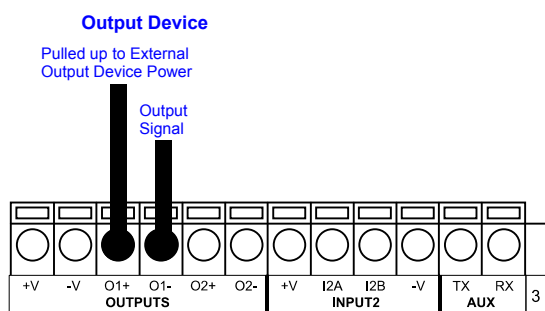 Output Device
Pulled up to External
Output Device Power
Output
Signal
+V -V O1+ O1- O2+ O2- +V I2A I2B -V TX RX
OUTPUTS INPUT2 AUX 3